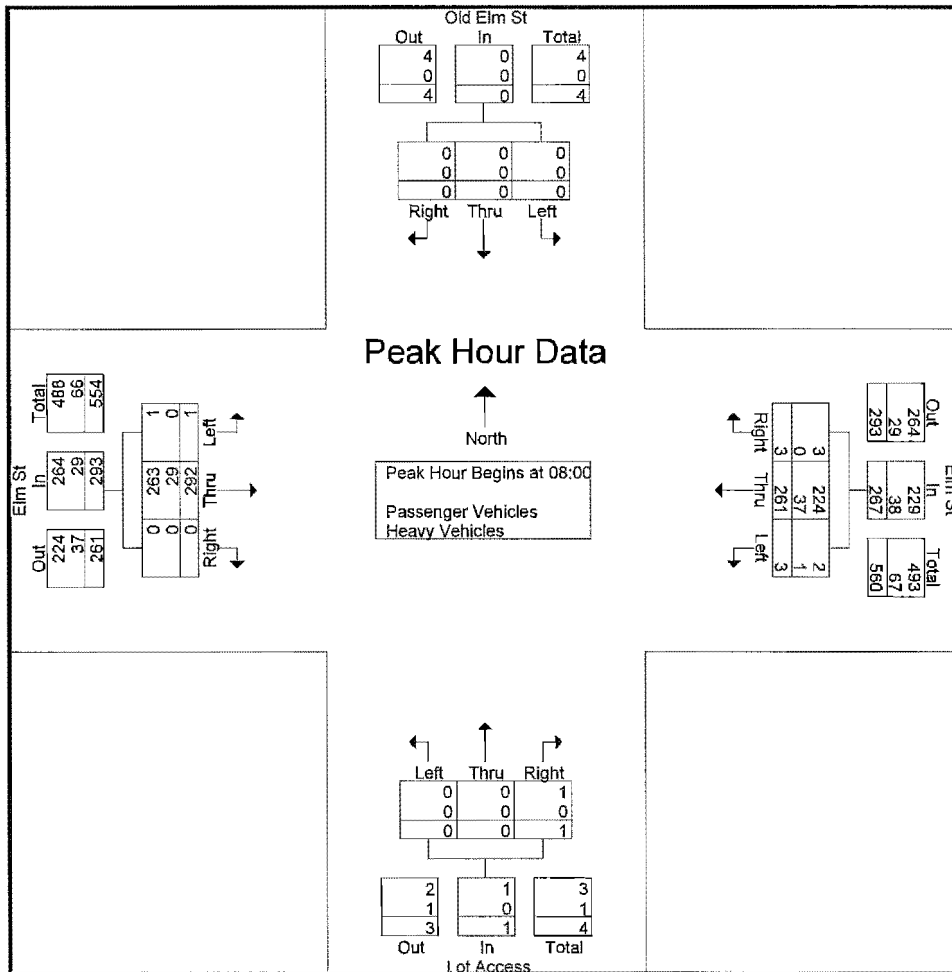 Old Elm St
Out In Total
4 0 4
0 0 0
4 0 4
0 0 0
0 0 0
0 0 0
Right Thru Left
Peak Hour Data
North
Peak Hour Begins at 08:00
Passenger Vehicles
Heavy Vehicles
Elm St
Total In Out
488 264 224
66 29 37
554 293 261
Left Thru Right
1 263 0
0 29 0
1 292 0
Elm St
Out In Total
264 229 493
29 38 67
293 267 560
Right Thru Left
3 224 2
0 37 1
3 261 3
Left Thru Right
0 0 1
0 0 0
0 0 1
2 1 3
1 0 1
3 1 4
Out In Total
Lot Access